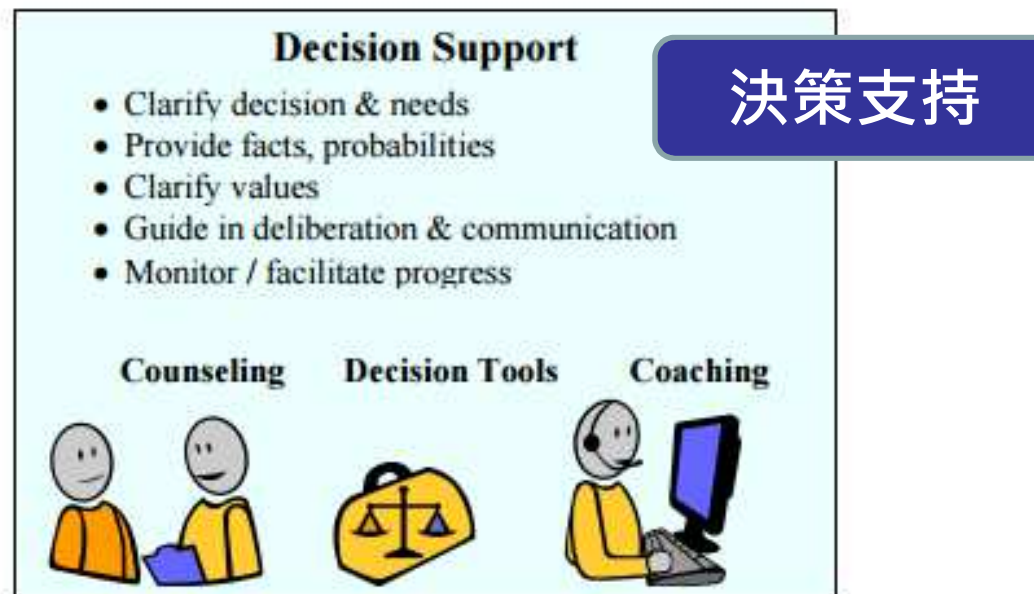 Decision Support
決策支持
• Clarify decision & needs
• Provide facts, probabilities
• Clarify values
• Guide in deliberation & communication
• Monitor / facilitate progress
Counseling Decision Tools Coaching